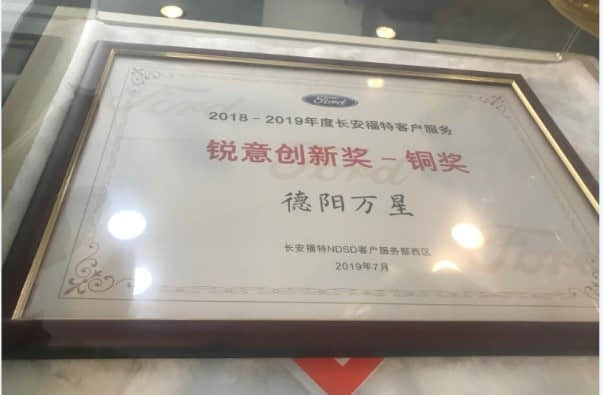 Ford
2018-2019年度长安福特客户服务
锐意创新奖-铜奖
德阳万星
长安福特NDSD客户服务部西区
2019年7月